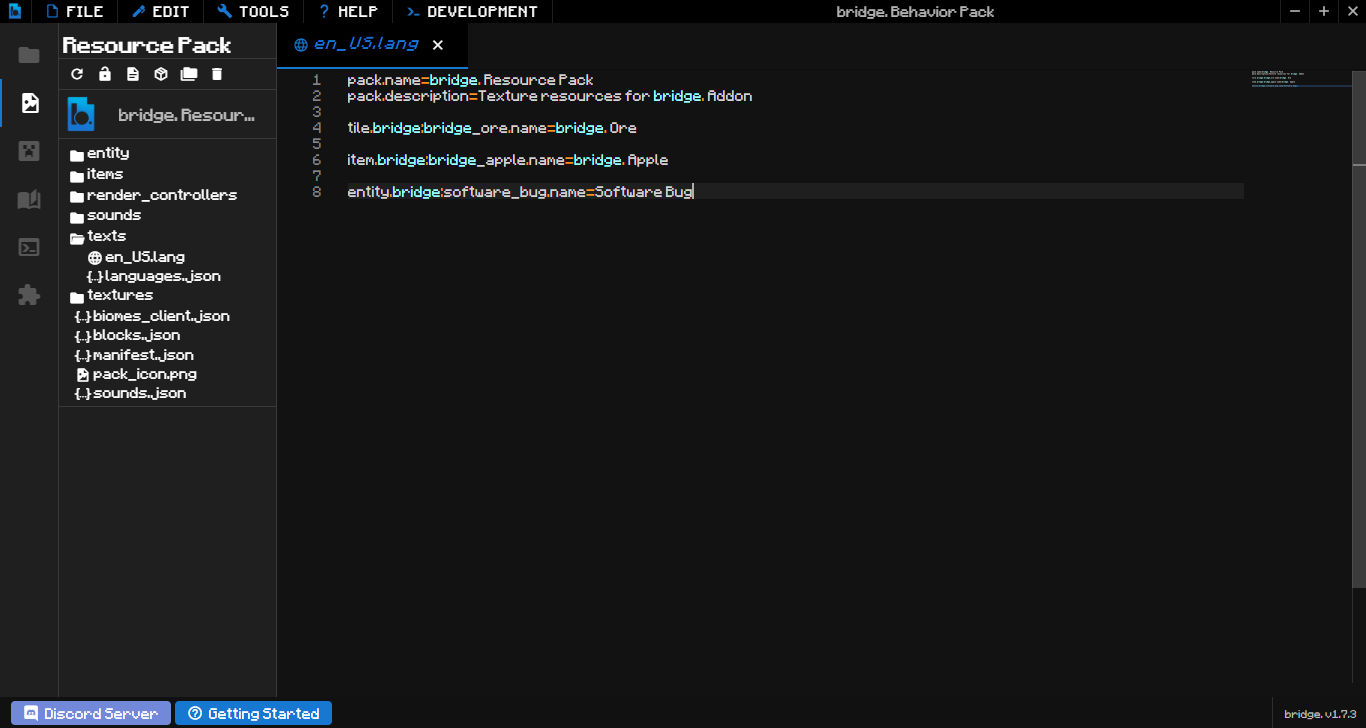 FILE EDIT TOOLS HELP DEVELOPMENT bridge. Behavior Pack
Resource Pack
bridge. Resour...
entity
items
render_controllers
sounds
texts
en_US.lang
{..} languages..json
textures
{..} biomes_client..json
{..} blocks..json
{..} manifest..json
pack_icon.png
{..} sounds..json
en_US.lang
1 pack.name=bridge. Resource Pack
2 pack.description=Texture resources for bridge. Addon
3
4 tile.bridge:bridge_ore.name=bridge. Ore
5
6 item.bridge:bridge_apple.name=bridge. Apple
7
8 entity.bridge:software_bug.name=Software Bug
Discord Server Getting Started bridge. v1.7.3